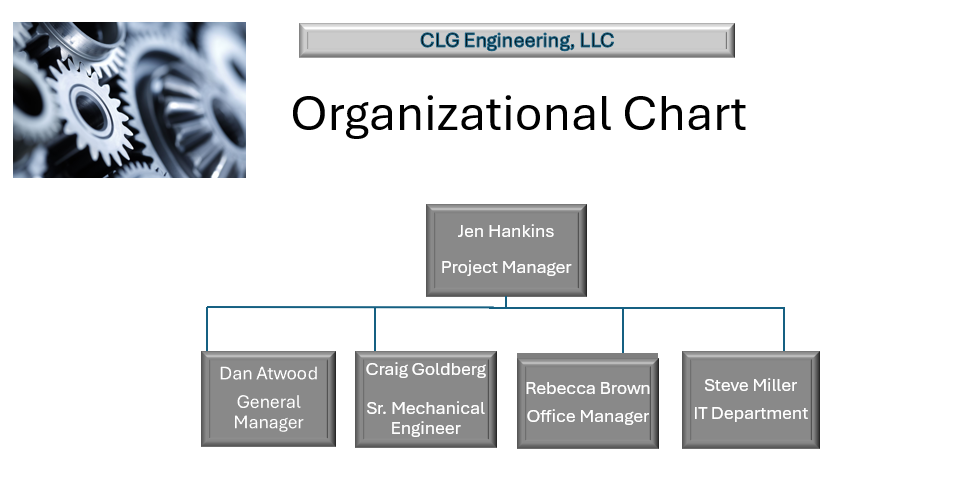 CLG Engineering, LLC
Organizational Chart
Jen Hankins
Project Manager
Dan Atwood
General
Manager
Craig Goldberg
Sr. Mechanical
Engineer
Rebecca Brown
Office Manager
Steve Miller
IT Department